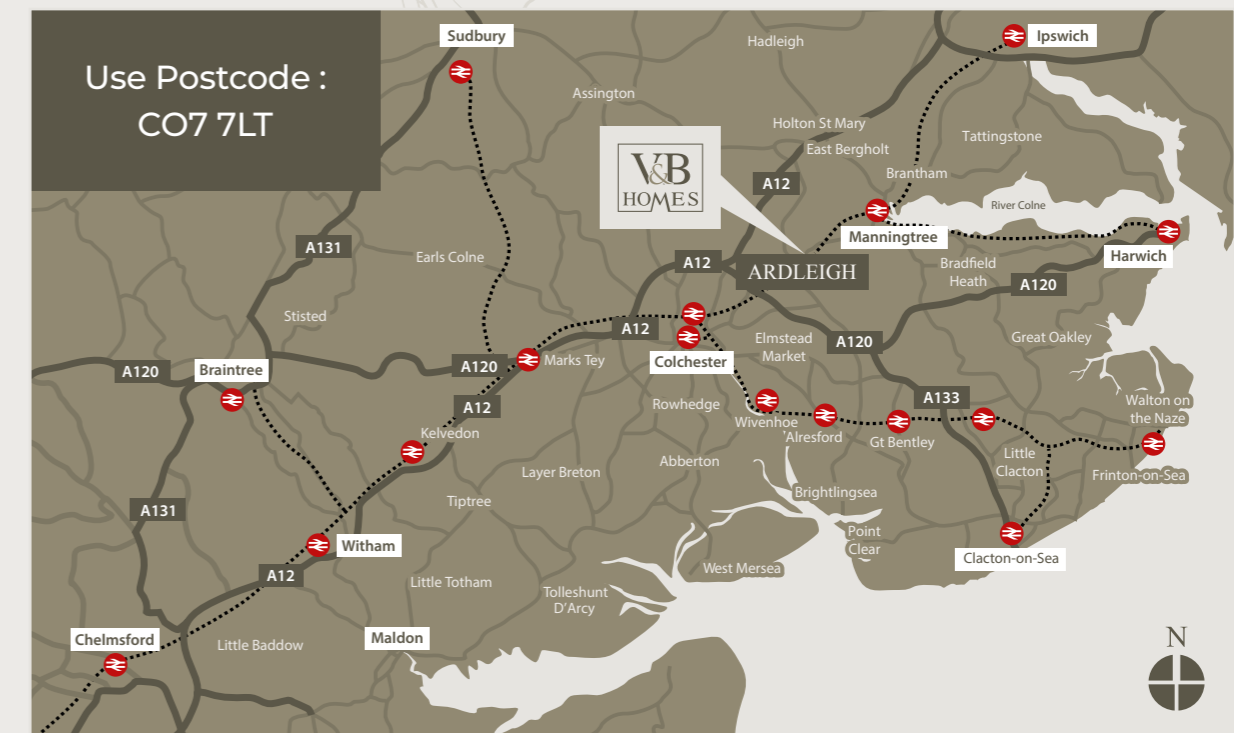 Use Postcode :
CO7 7LT
Sudbury
Ipswich
Hadleigh
Assington
Holton St Mary
East Bergholt
Tattingstone
V&B
HOMES
Brantham
A12
River Colne
Manningtree
Harwich
A131
Earls Colne
A12
ARDLEIGH
Bradfield
Heath
A120
Stisted
A12
Elmstead
Market
A120
Great Oakley
Colchester
A120
Braintree
A120
Marks Tey
A12
Rowhedge
A133
Walton on
the Naze
Kelvedon
Wivenhoe
Alresford
Gt Bentley
Little
Clacton
Frinton-on-Sea
Layer Breton
Abberton
Brightlingsea
A131
Tiptree
Point
Clear
Witham
Clacton-on-Sea
A12
Little Totham
West Mersea
Tolleshunt
D'Arcy
Chelmsford
Little Baddow
Maldon
N